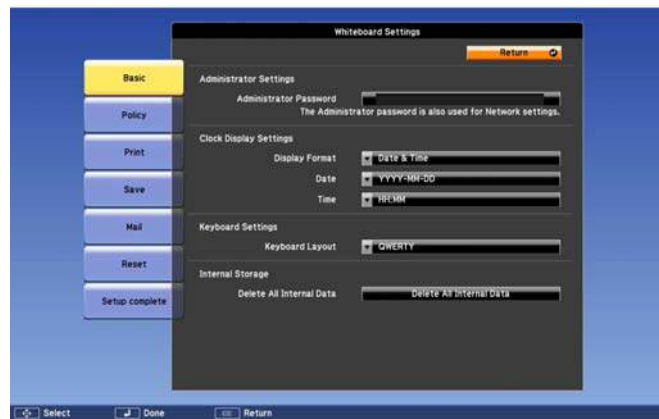 Whiteboard Settings
Return
Basic
Policy
Print
Save
Mail
Reset
Setup complete
Administrator Settings
Administrator Password
The Administrator password is also used for Network settings.
Clock Display Settings
Display Format Date & Time
Date YYYY-MM-DD
Time HH:MM
Keyboard Settings
Keyboard Layout QWERTY
Internal Storage
Delete All Internal Data Delete All Internal Data
Select Done Return